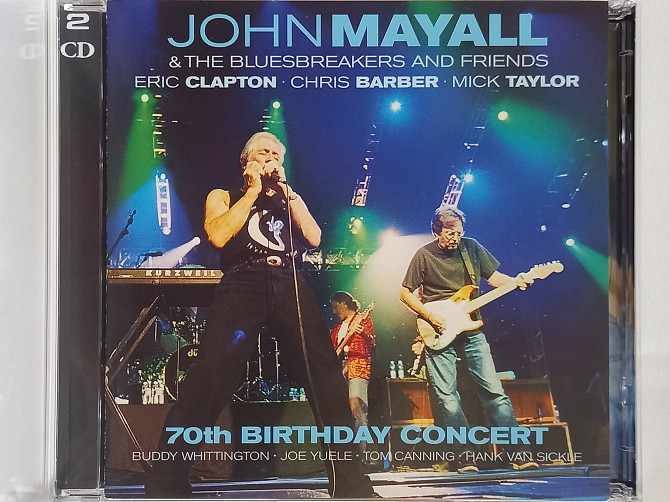 2
CD
JOHN MAYALL
& THE BLUESBREAKERS AND FRIENDS
ERIC CLAPTON · CHRIS BARBER · MICK TAYLOR
KURZWEIL
70th BIRTHDAY CONCERT
BUDDY WHITTINGTON · JOE YUELE · TOM CANNING · HANK VAN SICKLE